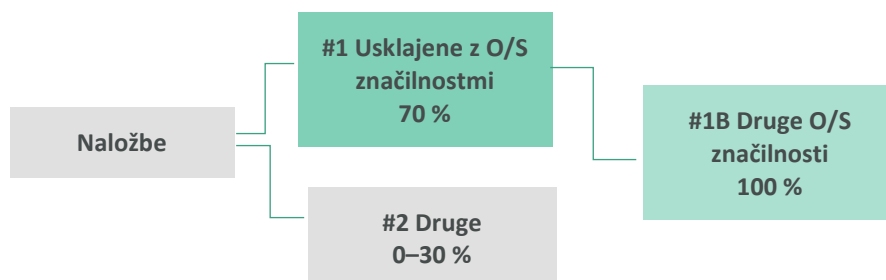 #1 Usklajene z O/S
značilnostmi
70 %
Naložbe
#1B Druge O/S
značilnosti
100 %
#2 Druge
0–30 %